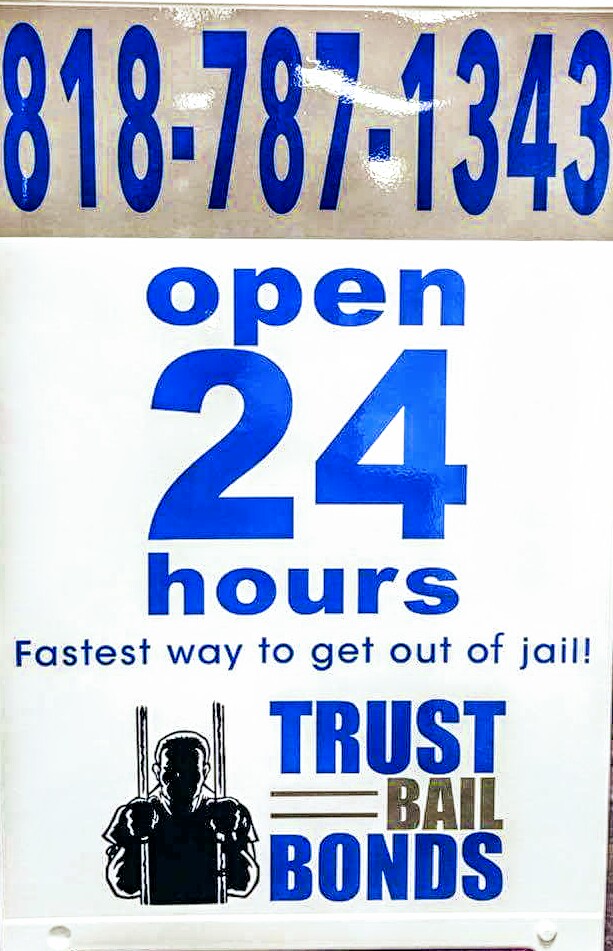 818-787-1343
open
24
hours
Fastest way to get out of jail!
TRUST
BAIL
BONDS